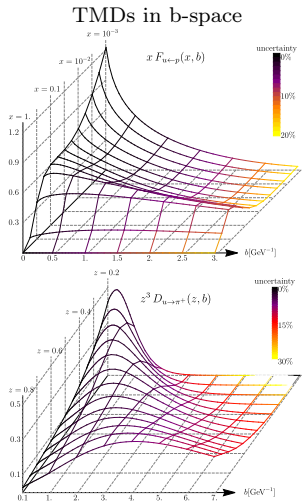 TMDs in b-space
x = 10⁻³
x F_{u←p}(x, b)
uncertainty
0%
10%
20%
x = 10⁻²
x = 0.1
x = 1.
1.2
0.9
0.6
0.3
0 0.5 1. 1.5 2. 2.5 3. b[GeV⁻¹]
z = 0.2
z³ D_{u→π⁺}(z, b)
uncertainty
0%
15%
30%
z = 0.4
z = 0.6
z = 0.8
0.5
0.3
0.1
0.1 1. 2. 3. 4. 5. 6. 7. b[GeV⁻¹]